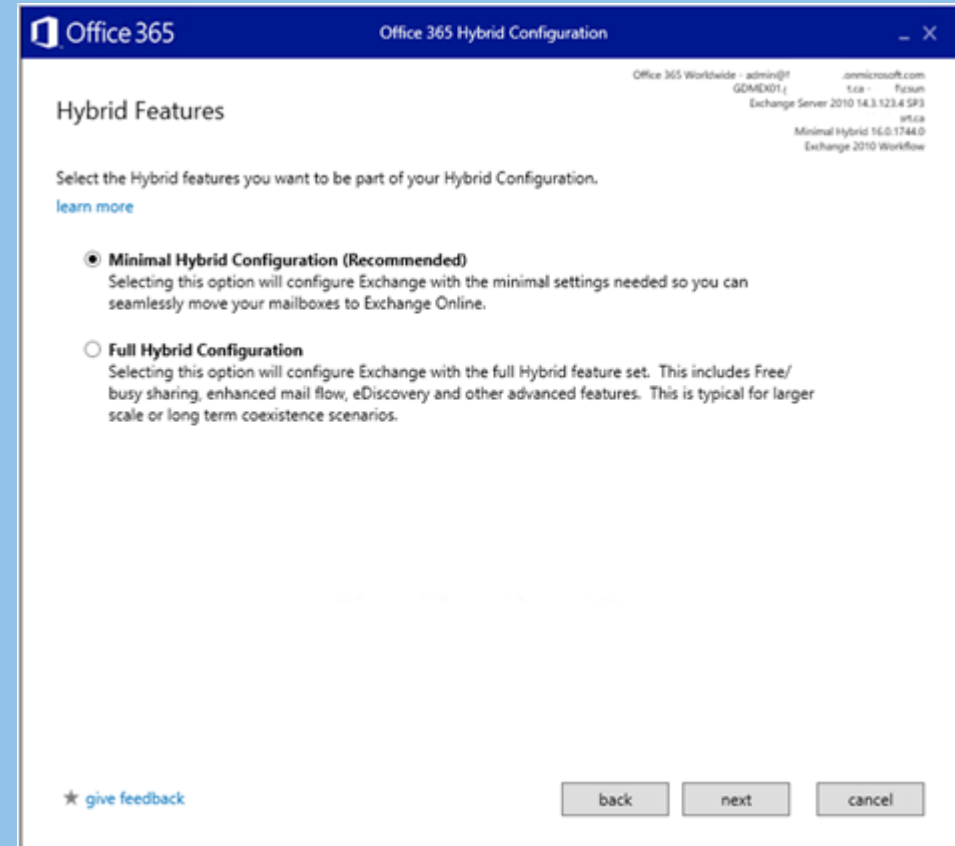 Office 365
Office 365 Hybrid Configuration
Office 365 Worldwide - admin@ .onmicrosoft.com
GDMEX01. t.ca -
Exchange Server 2010 14.3.123.4 SP3
Minimal Hybrid 16.0.1744.0
Exchange 2010 Workflow
Hybrid Features
Select the Hybrid features you want to be part of your Hybrid Configuration.
learn more
Minimal Hybrid Configuration (Recommended)
Selecting this option will configure Exchange with the minimal settings needed so you can
seamlessly move your mailboxes to Exchange Online.
Full Hybrid Configuration
Selecting this option will configure Exchange with the full Hybrid feature set. This includes Free/
busy sharing, enhanced mail flow, eDiscovery and other advanced features. This is typical for larger
scale or long term coexistence scenarios.
give feedback
back
next
cancel